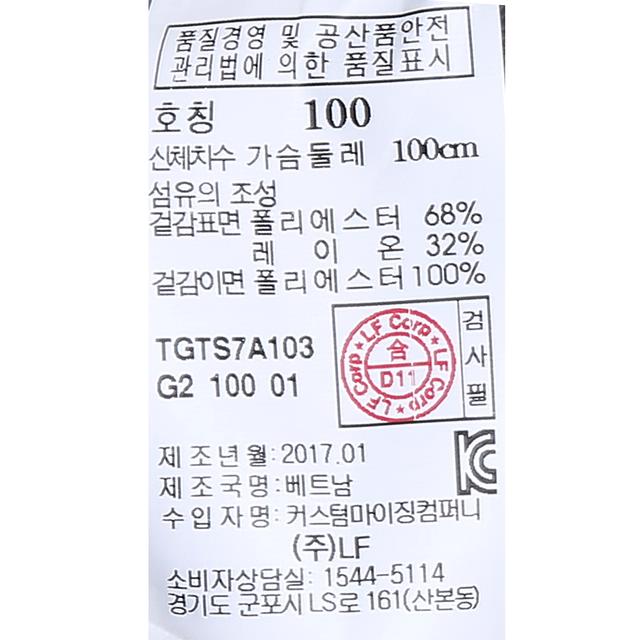 품질경영 및 공산품안전
관리법에 의한 품질표시
호칭 100
신체치수 가슴둘레 100cm
섬유의 조성
겉감표면 폴리에스터 68%
레이온 32%
겉감이면 폴리에스터 100%
TGTS7A103
G2 100 01
LF Corp ★ LF Corp ★ LF Corp ★
合
D11
검사필
제조년월:2017.01
제조국명:베트남
수입자명:커스텀마이징컴퍼니
(주)LF
소비자상담실: 1544-5114
경기도 군포시 LS로 161(산본동)